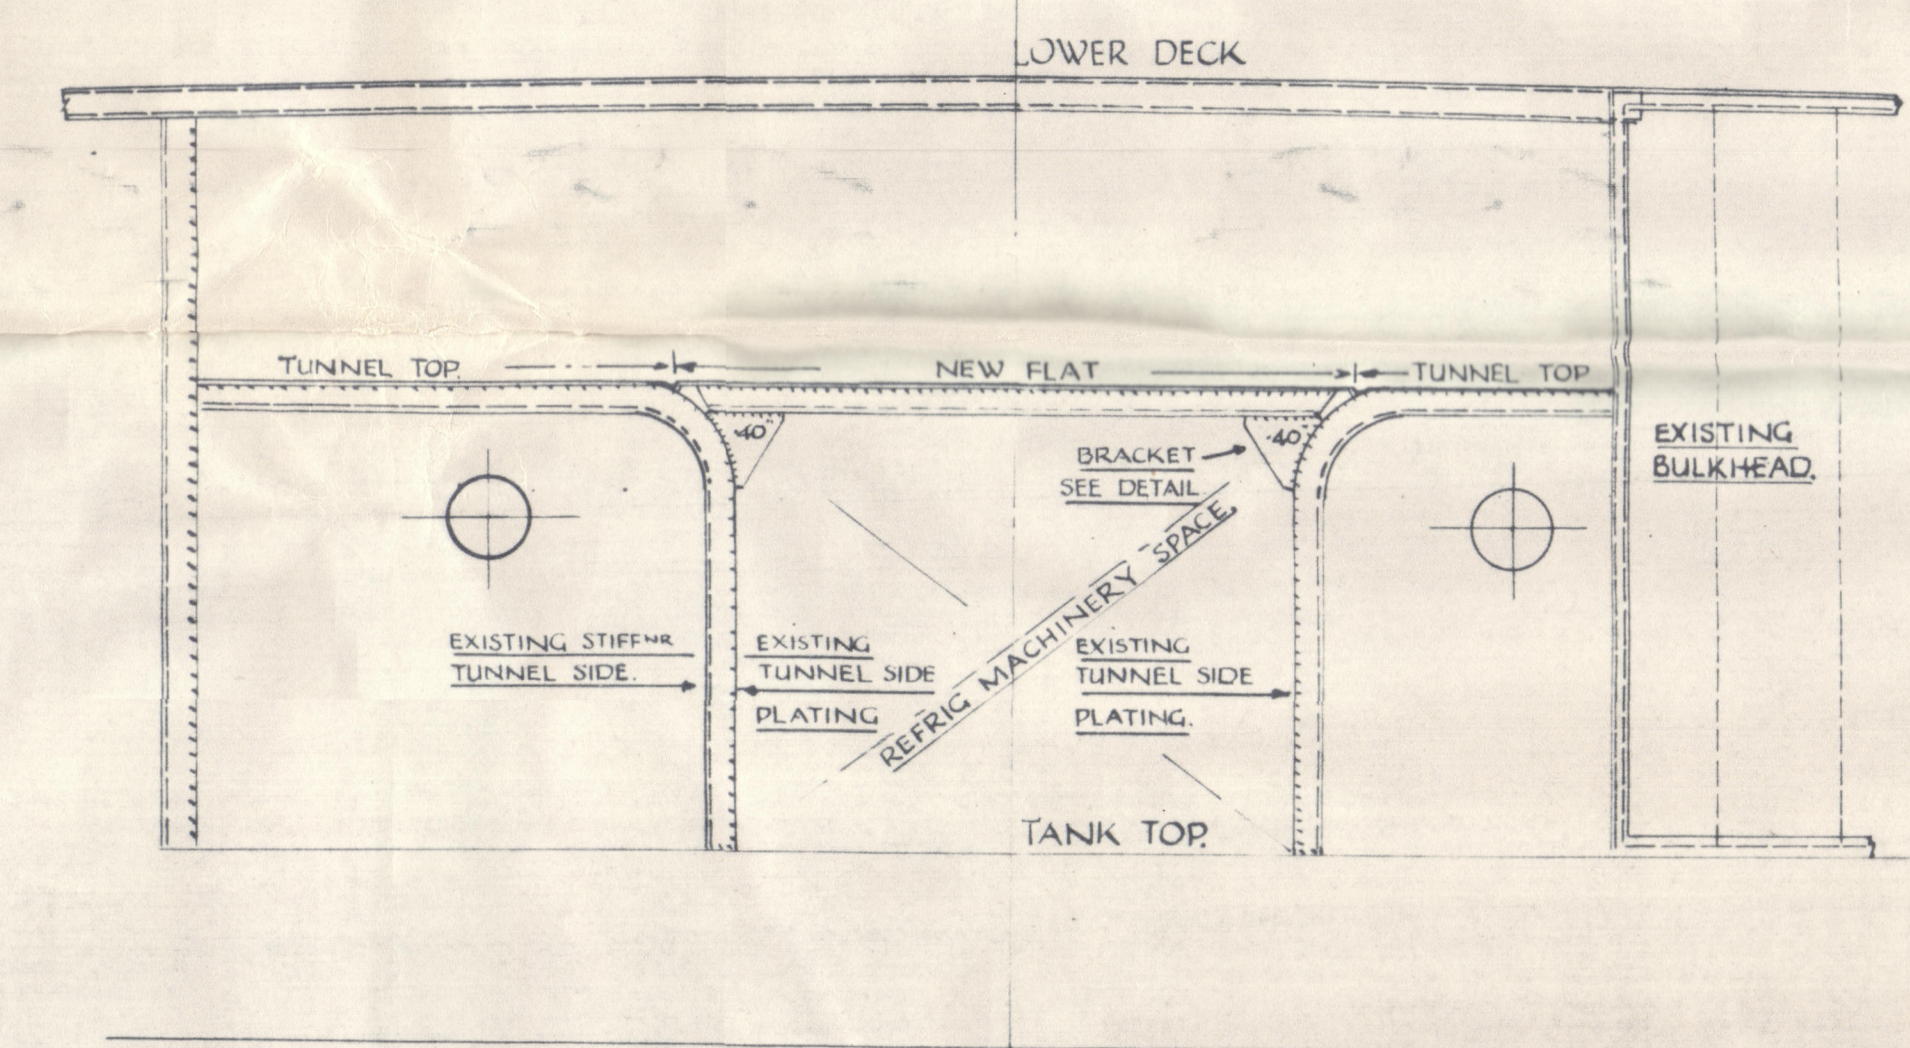 LOWER DECK
TUNNEL TOP.
NEW FLAT
TUNNEL TOP
.40
.40
BRACKET
SEE DETAIL
EXISTING
BULKHEAD.
REFRIG MACHINERY SPACE.
EXISTING STIFFNR
TUNNEL SIDE.
EXISTING
TUNNEL SIDE
PLATING
EXISTING
TUNNEL SIDE
PLATING.
TANK TOP.